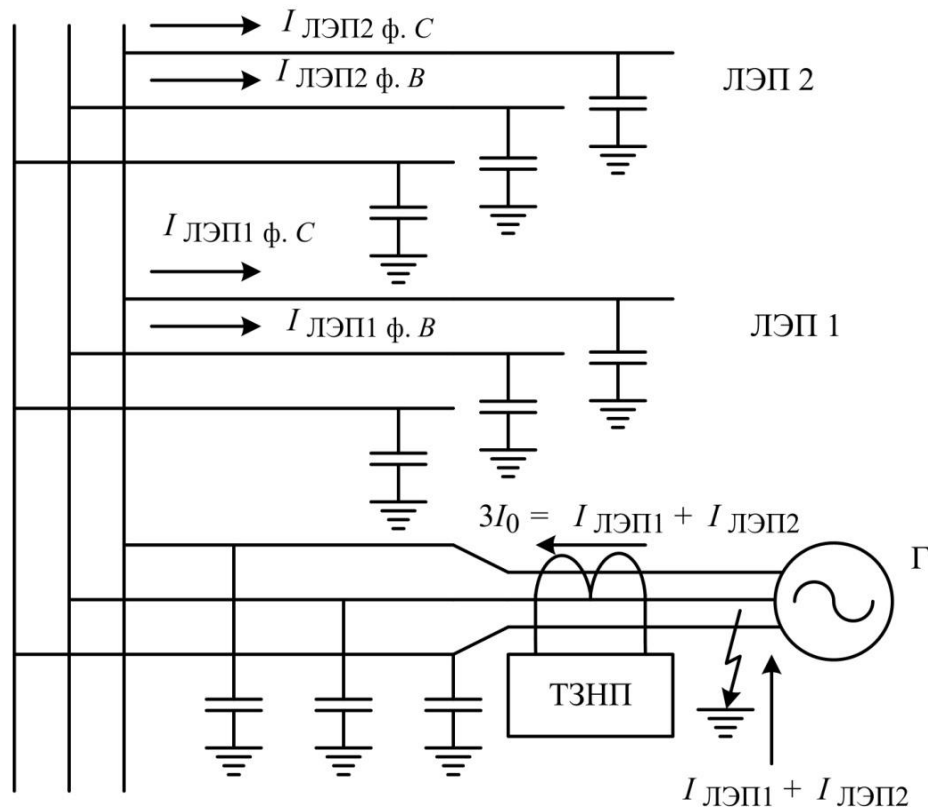 I ЛЭП2 ф. C
I ЛЭП2 ф. B
ЛЭП 2
I ЛЭП1 ф. C
I ЛЭП1 ф. B
ЛЭП 1
3I0 = I ЛЭП1 + I ЛЭП2
Г
ТЗНП
I ЛЭП1 + I ЛЭП2